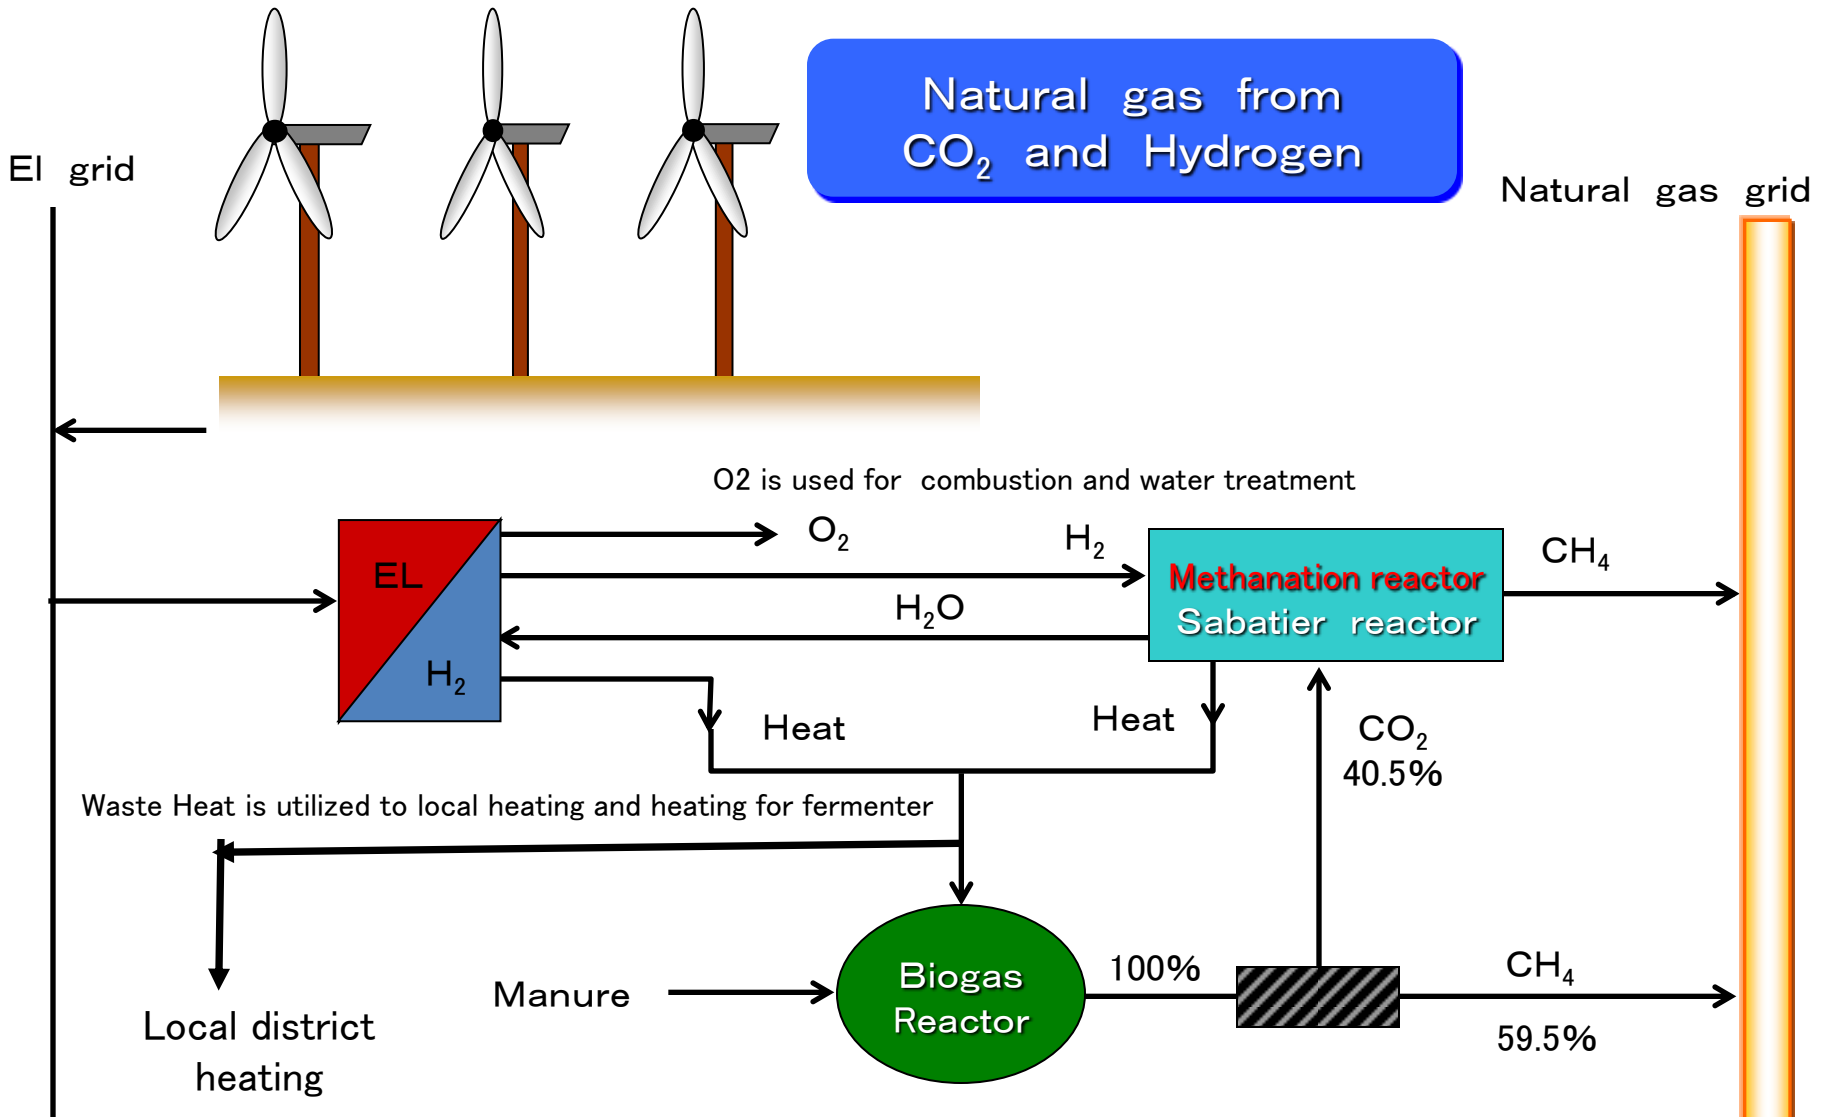 Natural gas from
CO₂ and Hydrogen
El grid
Natural gas grid
O2 is used for combustion and water treatment
O₂
H₂
CH₄
EL
Methanation reactor
H₂O
Sabatier reactor
H₂
Heat
Heat
CO₂
40.5%
Waste Heat is utilized to local heating and heating for fermenter
Biogas
Reactor
100%
CH₄
Manure
59.5%
Local district
heating